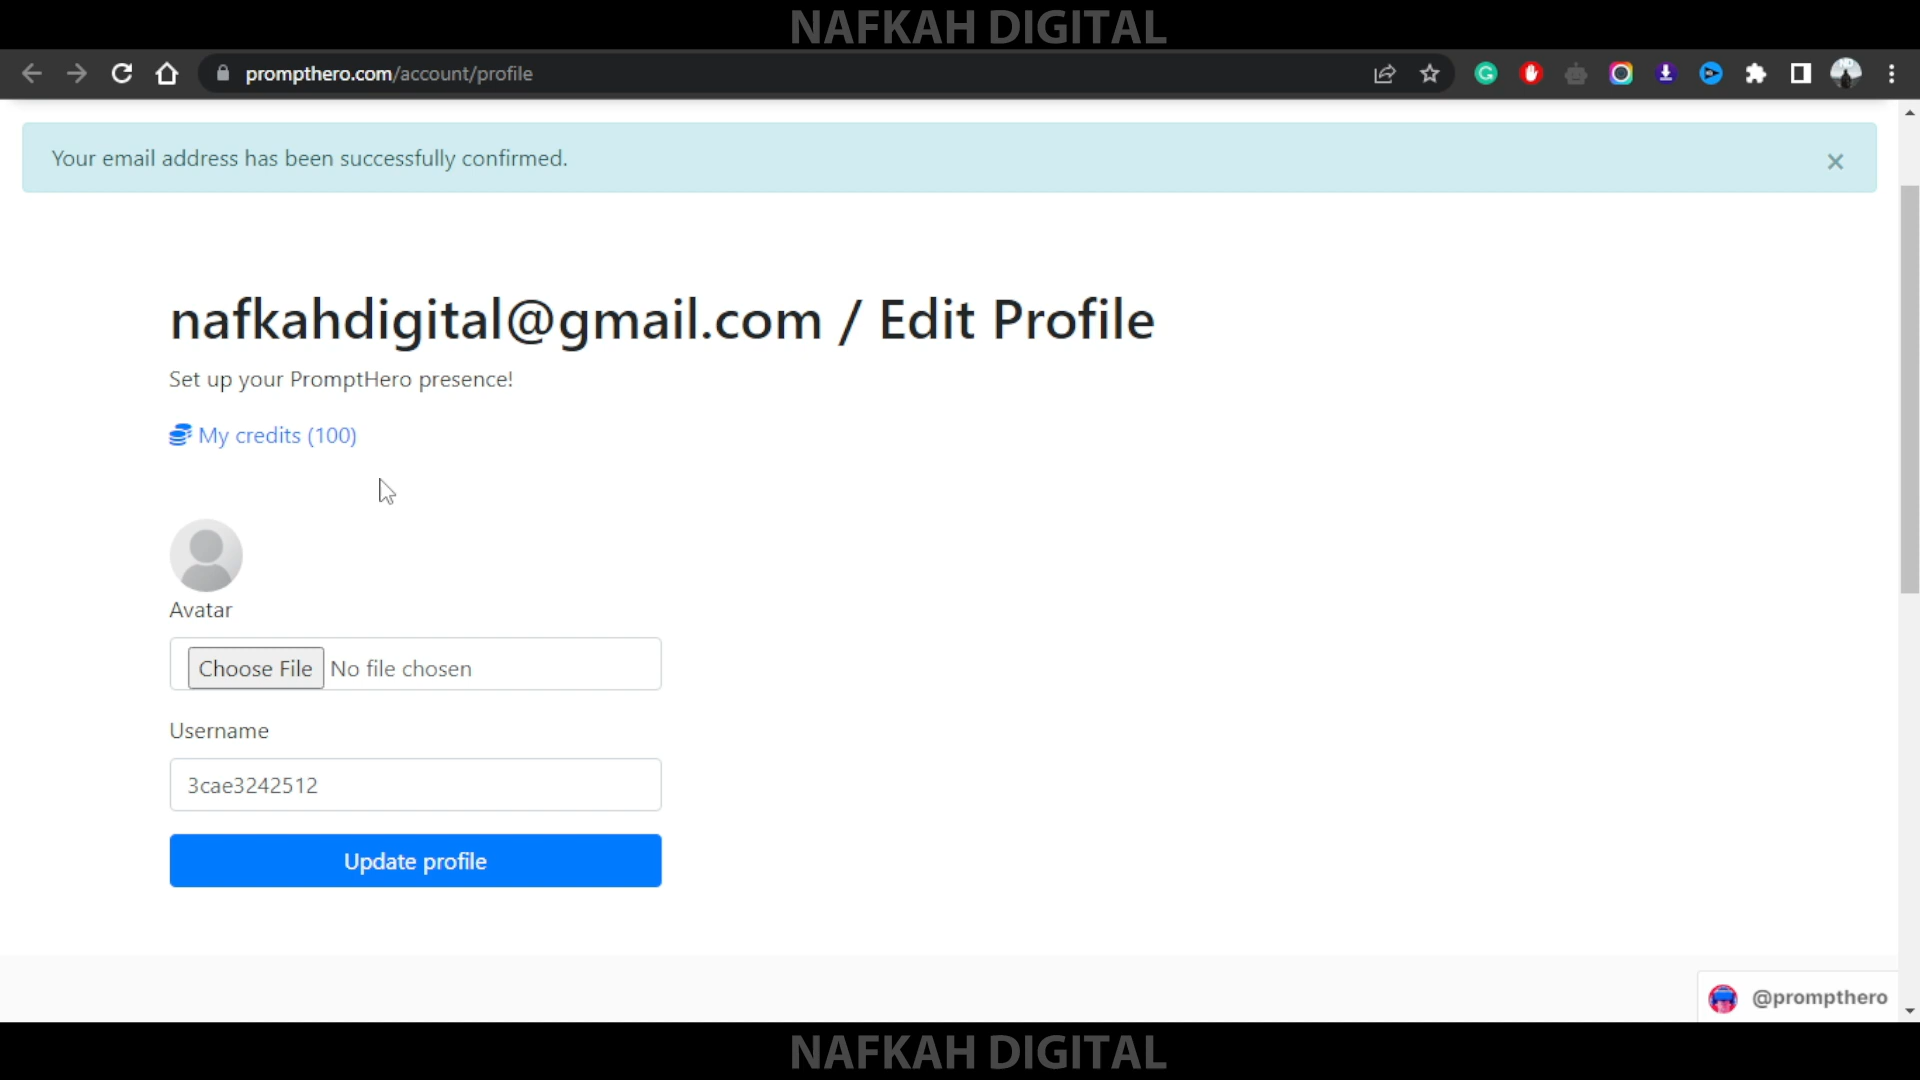 NAFKAH DIGITAL
prompthero.com/account/profile
Your email address has been successfully confirmed.
nafkahdigital@gmail.com / Edit Profile
Set up your PromptHero presence!
My credits (100)
Avatar
Choose File No file chosen
Username
3cae3242512
Update profile
@prompthero
NAFKAH DIGITAL